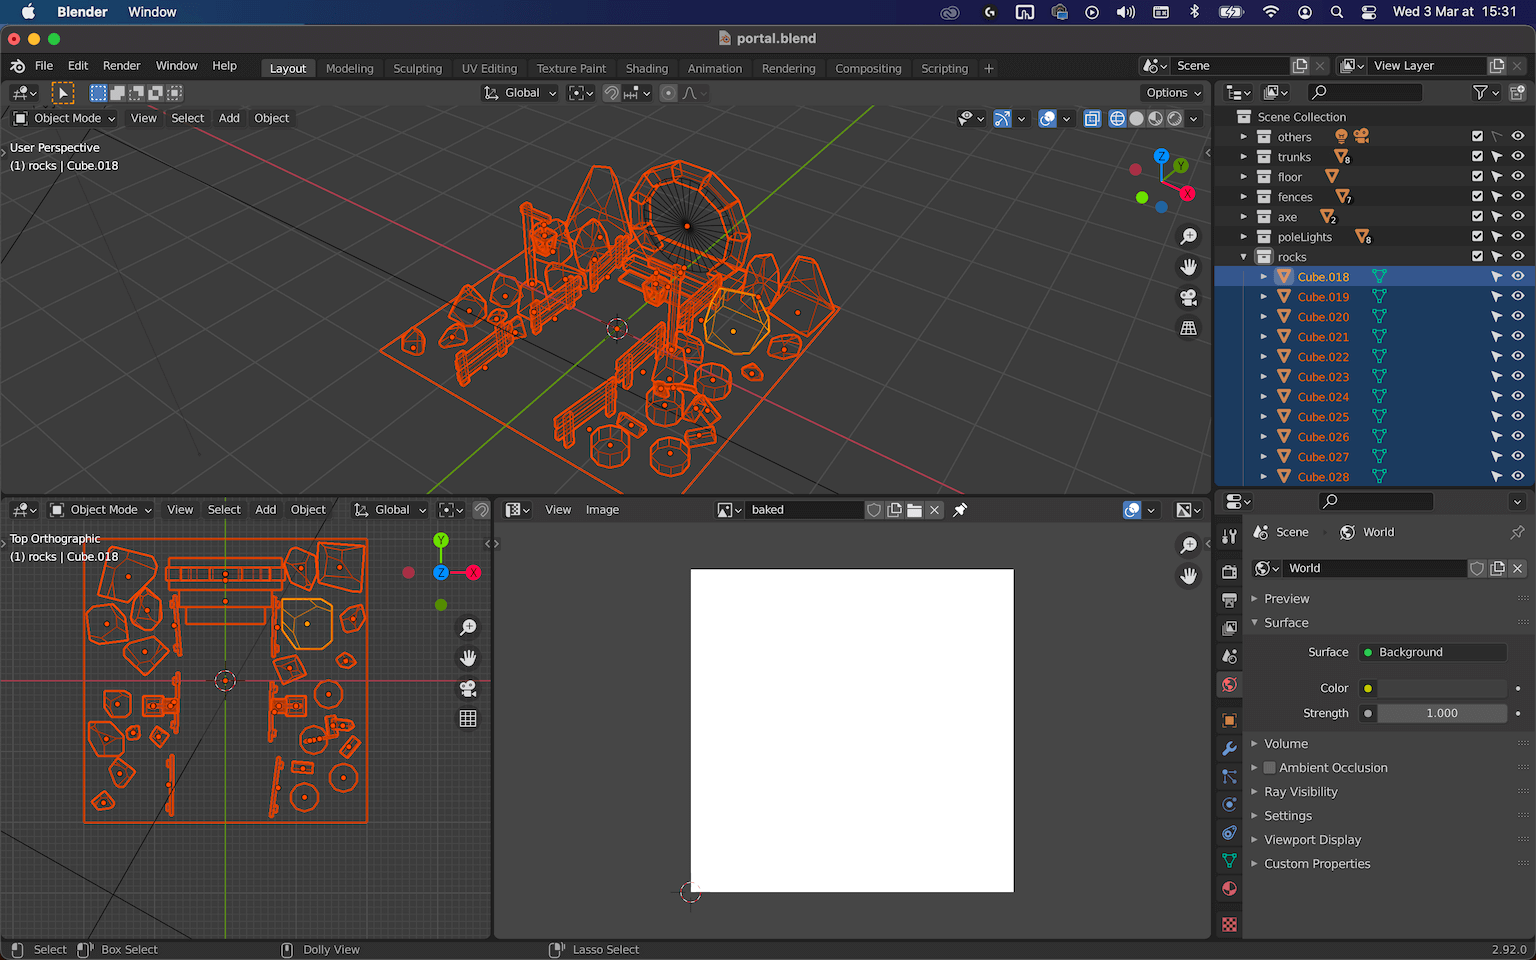 Blender Window Wed 3 Mar at 15:31
portal.blend
File Edit Render Window Help Layout Modeling Sculpting UV Editing Texture Paint Shading Animation Rendering Compositing Scripting + Scene View Layer
Global Options
Object Mode View Select Add Object
User Perspective
(1) rocks | Cube.018
Z
Y
X
Scene Collection
others
trunks 8
floor
fences 7
axe 2
poleLights 8
rocks
Cube.018
Cube.019
Cube.020
Cube.021
Cube.022
Cube.023
Cube.024
Cube.025
Cube.026
Cube.027
Cube.028
Object Mode View Select Add Object Global
Top Orthographic
(1) rocks | Cube.018
Y
Z X
View Image baked
Scene World
World
Preview
Surface
Surface Background
Color
Strength 1.000
Volume
Ambient Occlusion
Ray Visibility
Settings
Viewport Display
Custom Properties
Select Box Select Dolly View Lasso Select 2.92.0